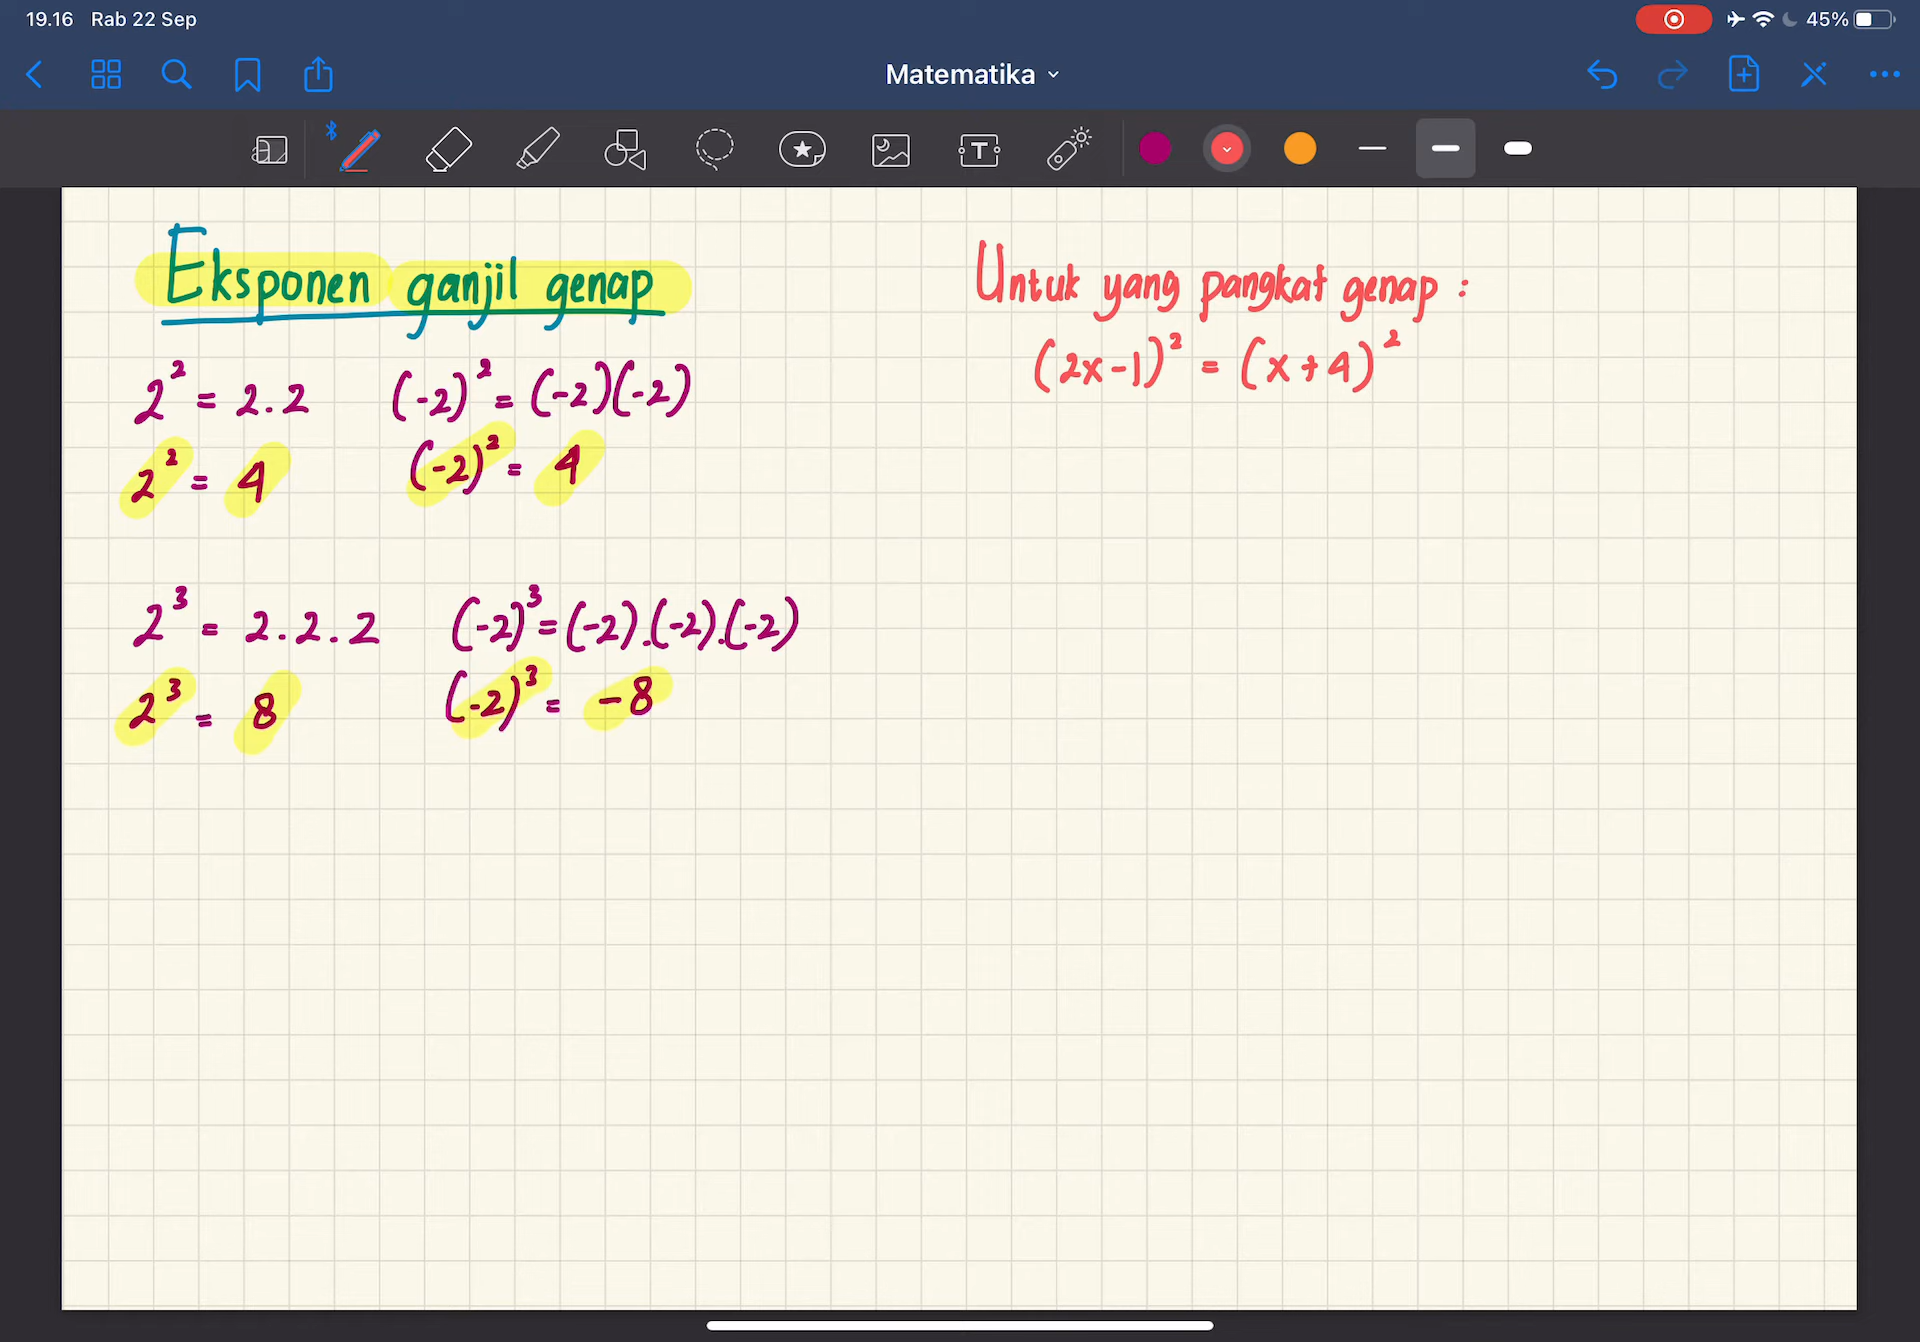 19.16 Rab 22 Sep
45%
Matematika
T
Eksponen ganjil genap
2² = 2.2
(-2)² = (-2)(-2)
2² = 4
(-2)² = 4
2³ = 2.2.2
(-2)³ = (-2).(-2).(-2)
2³ = 8
(-2)³ = -8
Untuk yang pangkat genap :
(2x-1)² = (x+4)²